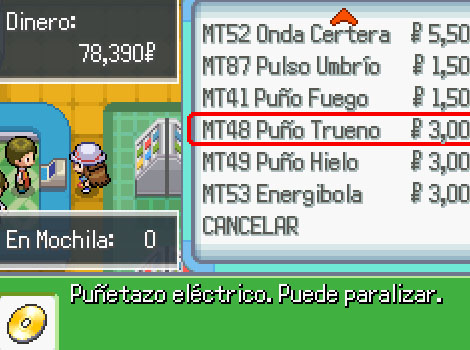 Dinero:
78,390₽
MT52 Onda Certera ₽ 5,50
MT87 Pulso Umbrío ₽ 1,50
MT41 Puño Fuego ₽ 1,50
MT48 Puño Trueno ₽ 3,00
MT49 Puño Hielo ₽ 3,00
MT53 Energibola ₽ 3,00
CANCELAR
En Mochila: 0
Puñetazo eléctrico. Puede paralizar.